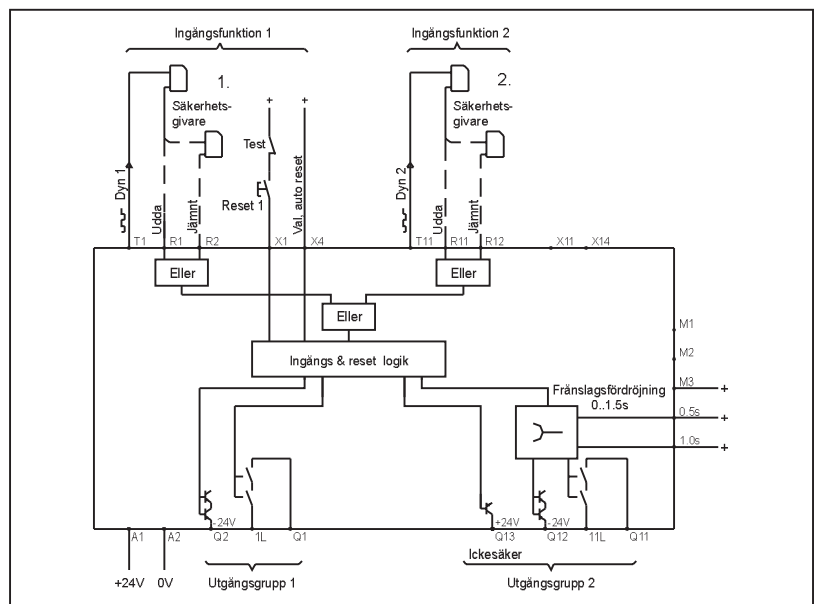 Ingångsfunktion 1
Ingångsfunktion 2
1.
2.
Säkerhets-
givare
Säkerhets-
givare
Test
Reset 1
Val, auto reset
Dyn 1
Udda
Jämnt
Dyn 2
Udda
Jämnt
+ +
T1 R1 R2 X1 X4 T11 R11 R12 X11 X14
Eller
Eller
Eller
Ingångs & reset logik
M1
M2
M3 +
Frånslagsfördröjning
0..1.5s
0.5s +
1.0s +
-24V +24V -24V
A1 A2 Q2 1L Q1 Q13 Q12 11L Q11
Ickesäker
+24V 0V Utgångsgrupp 1 Utgångsgrupp 2